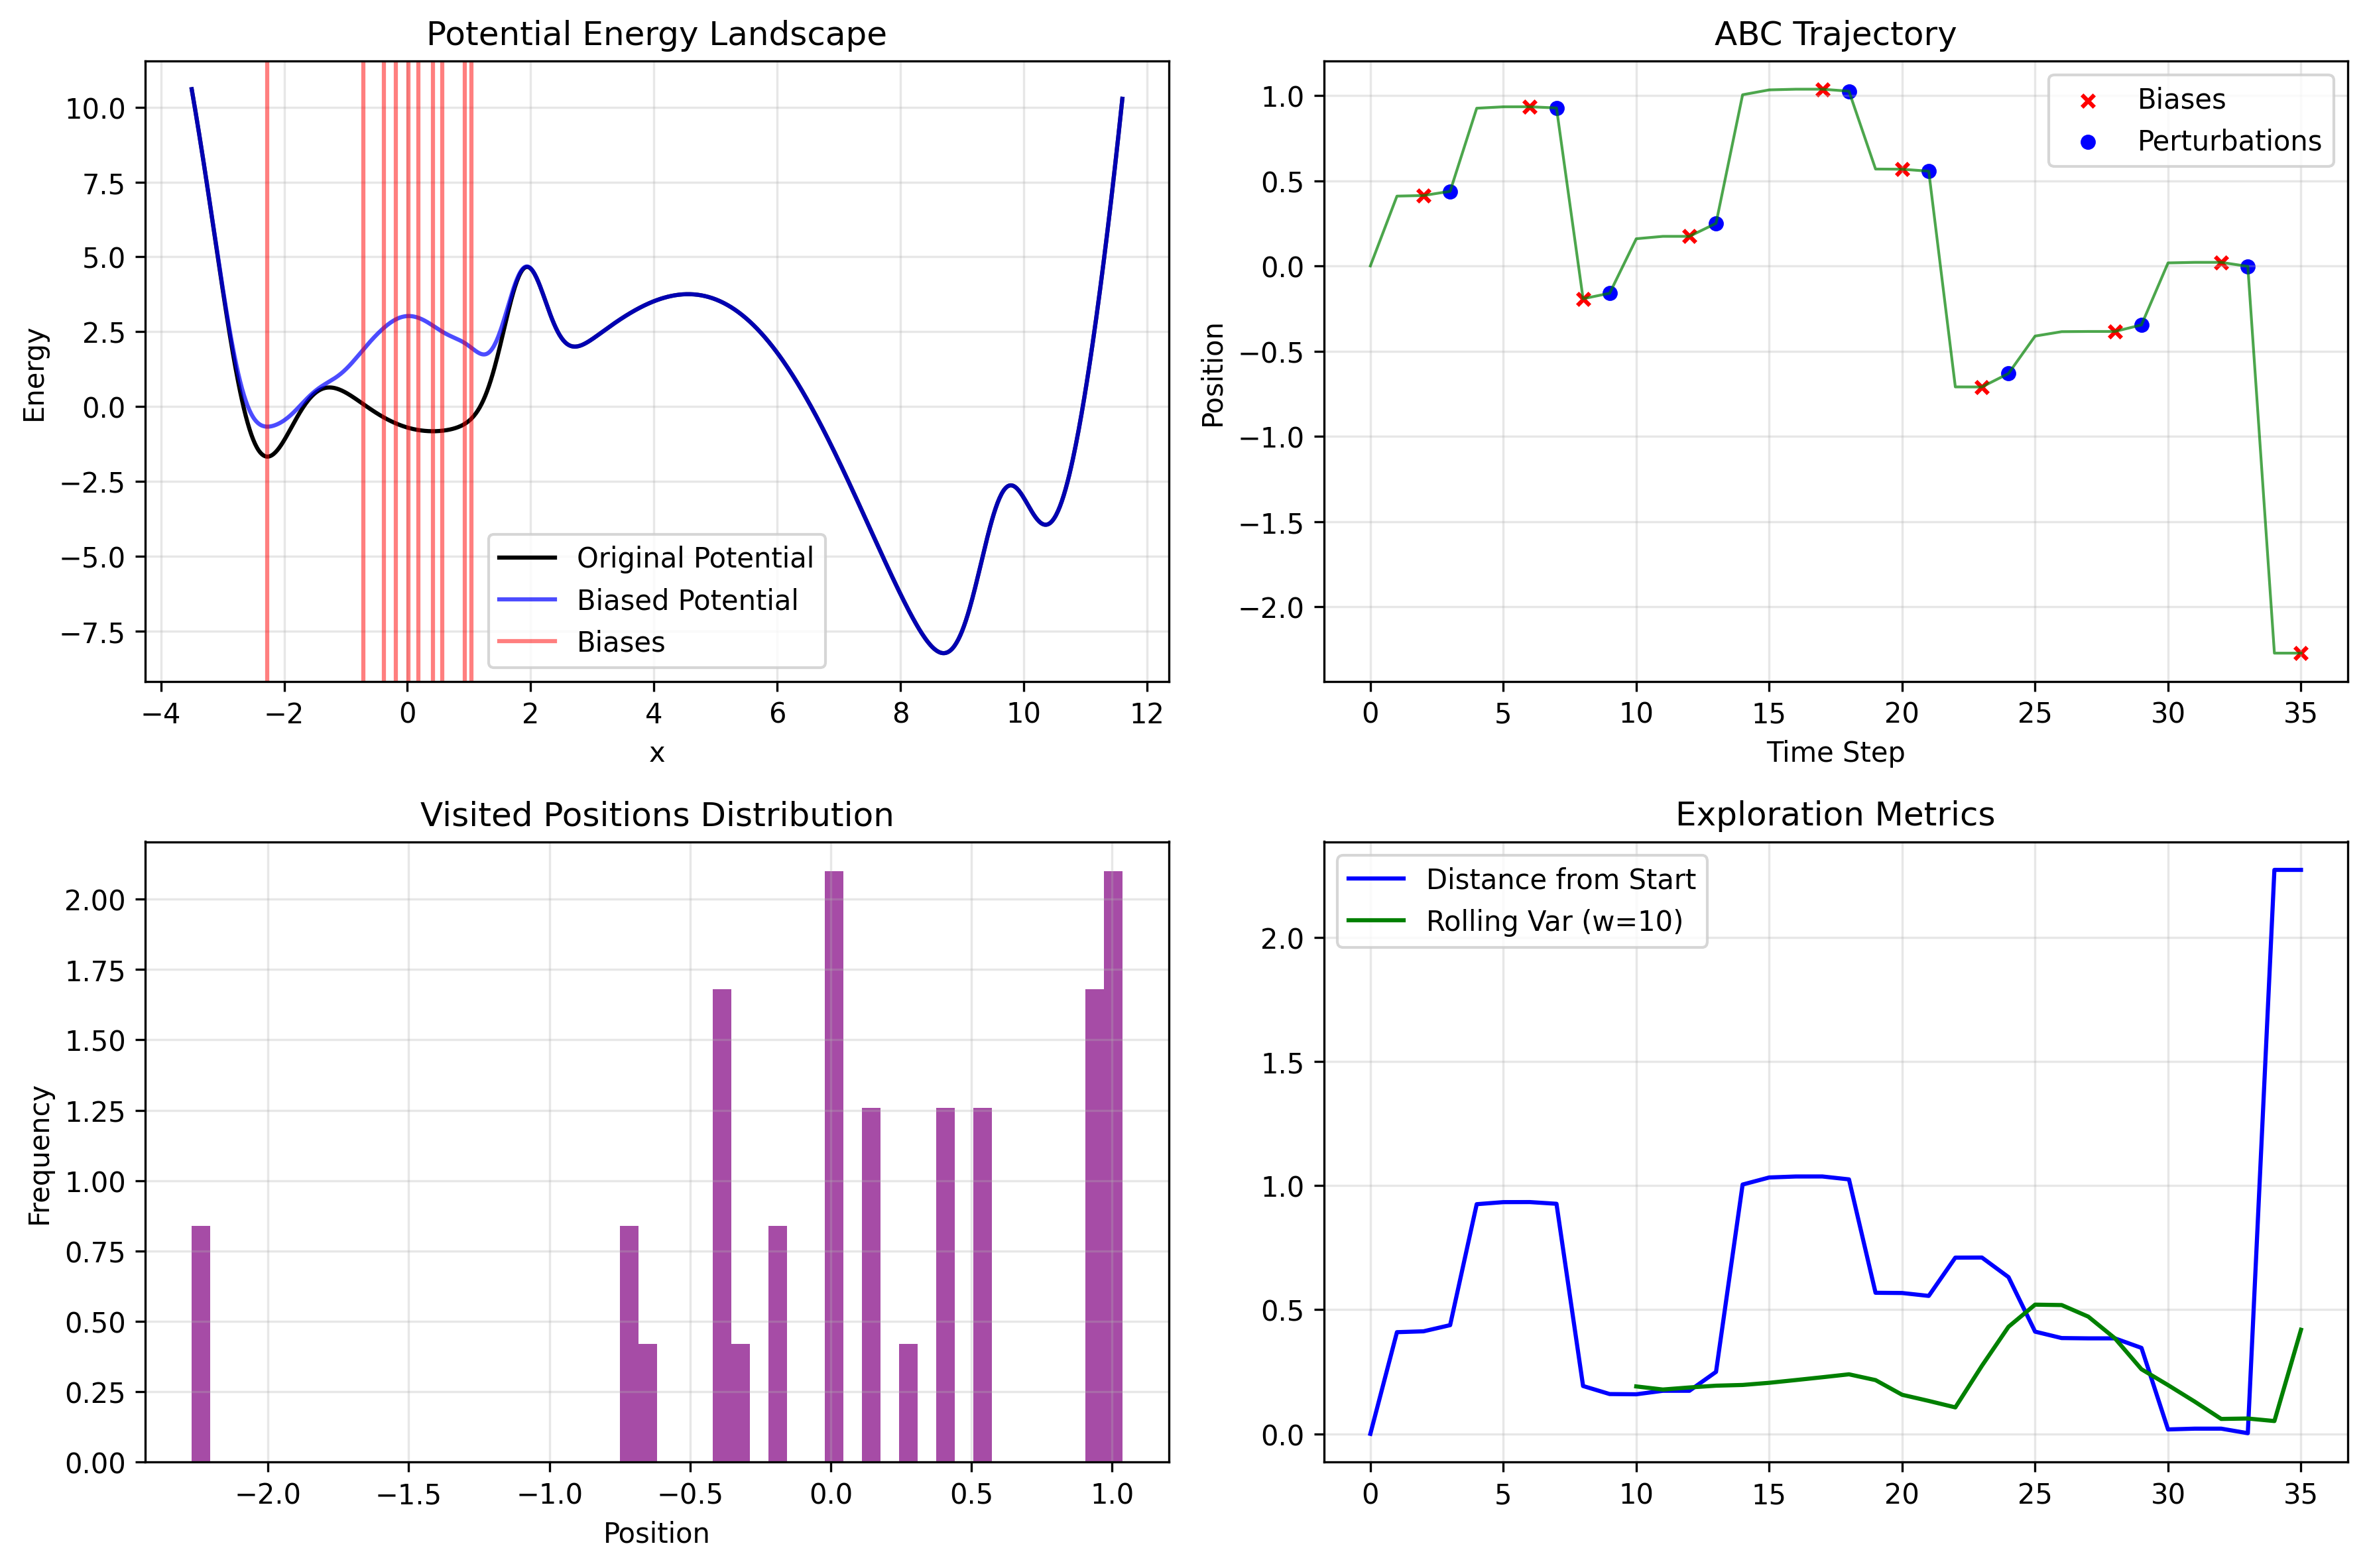 Potential Energy Landscape
Energy
10.0
7.5
5.0
2.5
0.0
−2.5
−5.0
−7.5
Original Potential
Biased Potential
Biases
−4 −2 0 2 4 6 8 10 12
x
ABC Trajectory
Position
1.0
0.5
0.0
−0.5
−1.0
−1.5
−2.0
Biases
Perturbations
0 5 10 15 20 25 30 35
Time Step
Visited Positions Distribution
Frequency
2.00
1.75
1.50
1.25
1.00
0.75
0.50
0.25
0.00
−2.0 −1.5 −1.0 −0.5 0.0 0.5 1.0
Position
Exploration Metrics
Distance from Start
Rolling Var (w=10)
2.0
1.5
1.0
0.5
0.0
0 5 10 15 20 25 30 35